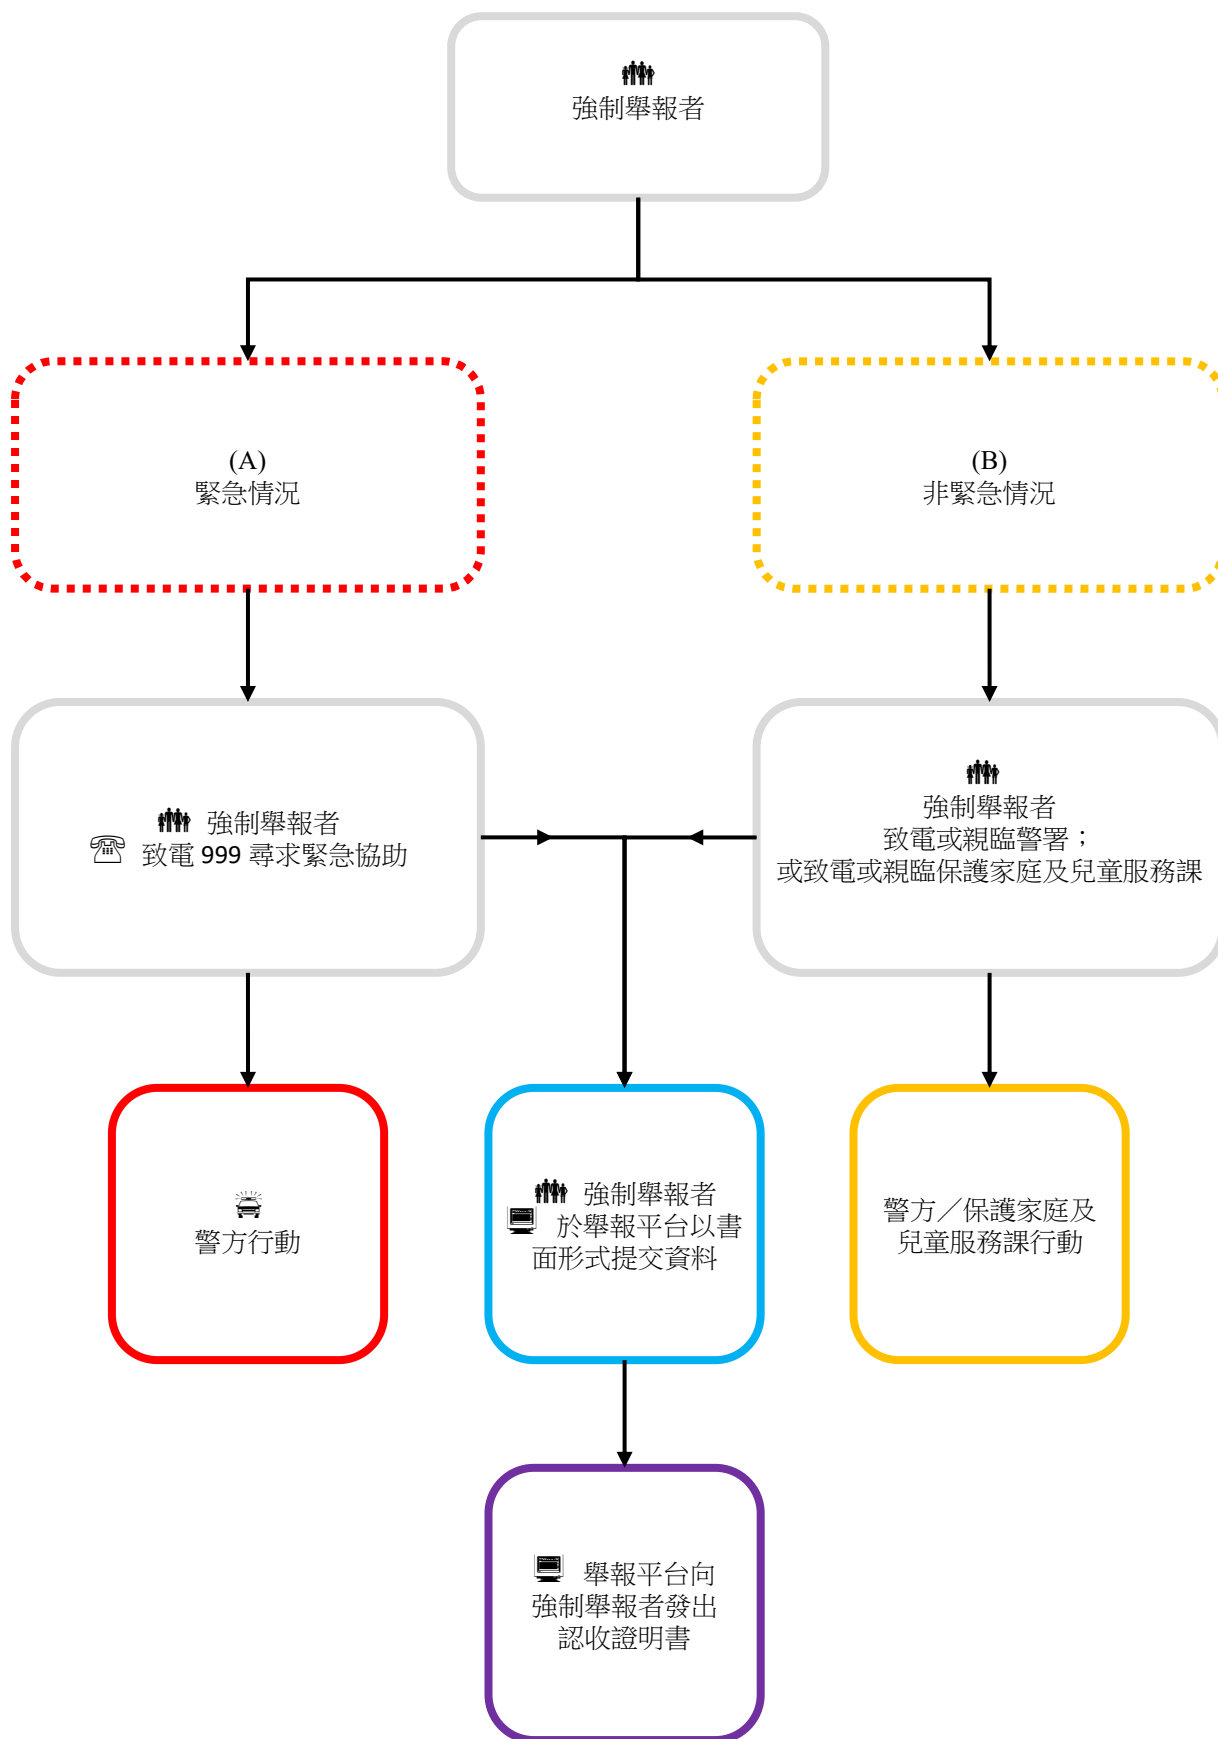 強制舉報者
(A)
緊急情況
(B)
非緊急情況
強制舉報者
致電 999 尋求緊急協助
強制舉報者
致電或親臨警署；
或致電或親臨保護家庭及兒童服務課
警方行動
強制舉報者
於舉報平台以書
面形式提交資料
警方／保護家庭及
兒童服務課行動
舉報平台向
強制舉報者發出
認收證明書